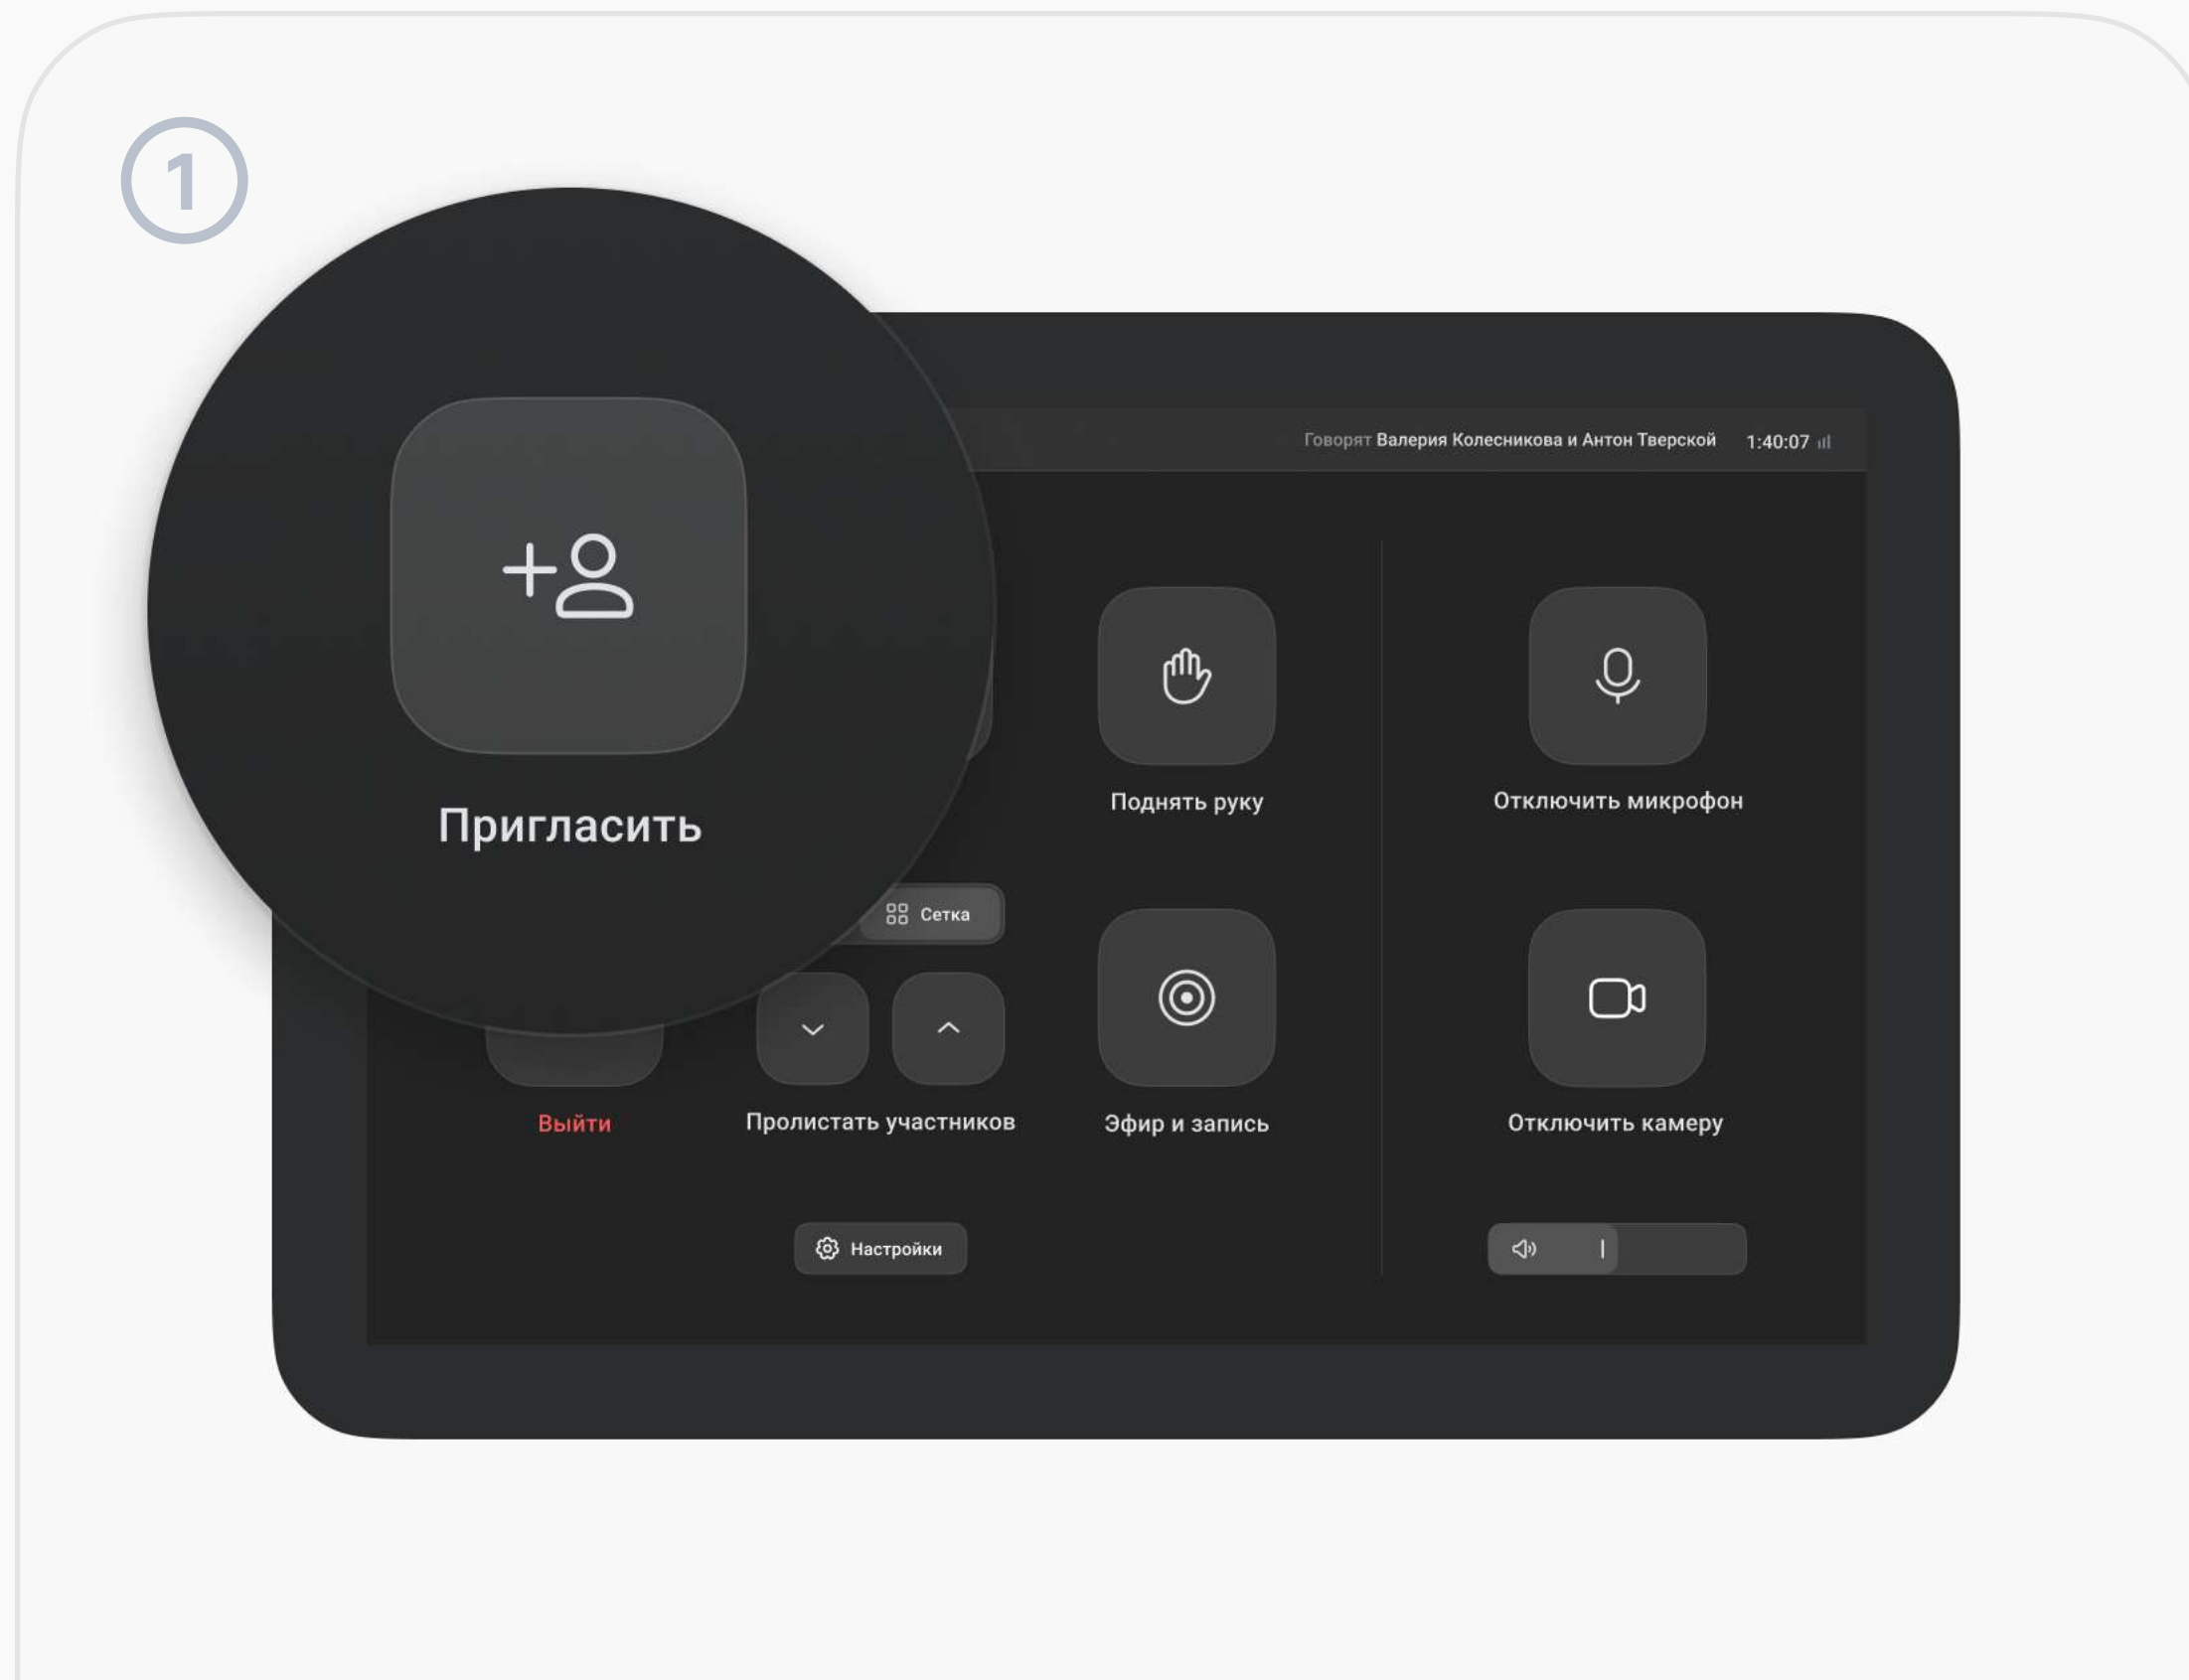 1
Говорят Валерия Колесникова и Антон Тверской 1:40:07
Пригласить
Поднять руку
Отключить микрофон
Сетка
Выйти
Пролистать участников
Эфир и запись
Отключить камеру
Настройки